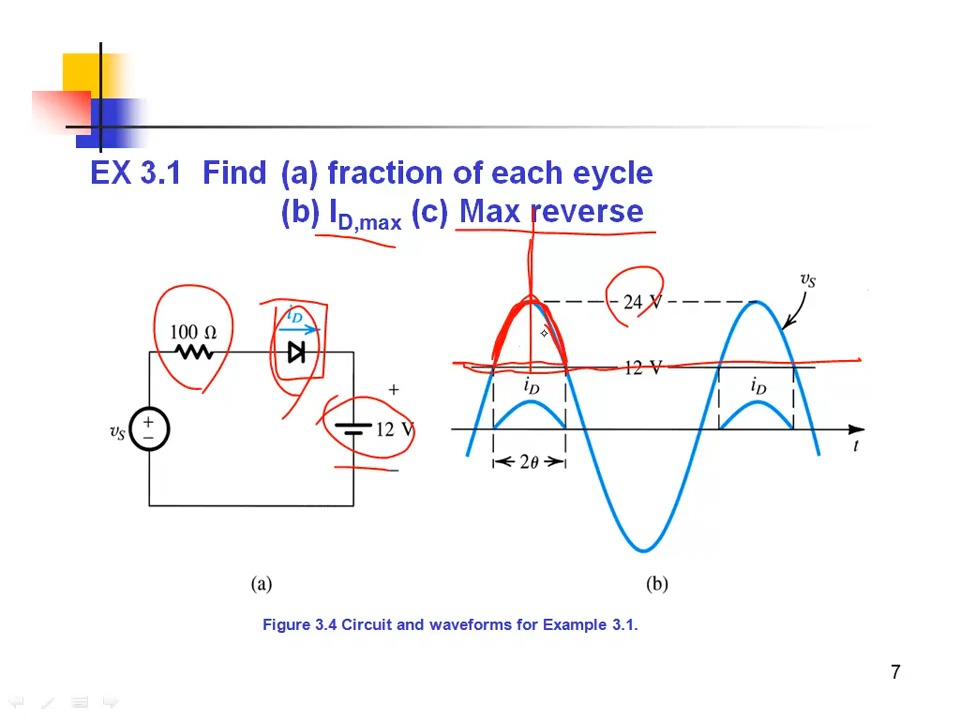 EX 3.1 Find (a) fraction of each eycle
(b) I_D,max (c) Max reverse
100 Ω
i_D
+
12 V
−
v_S
+
−
v_S
24 V
12 V
i_D
i_D
t
2θ
(a)
(b)
Figure 3.4 Circuit and waveforms for Example 3.1.
7